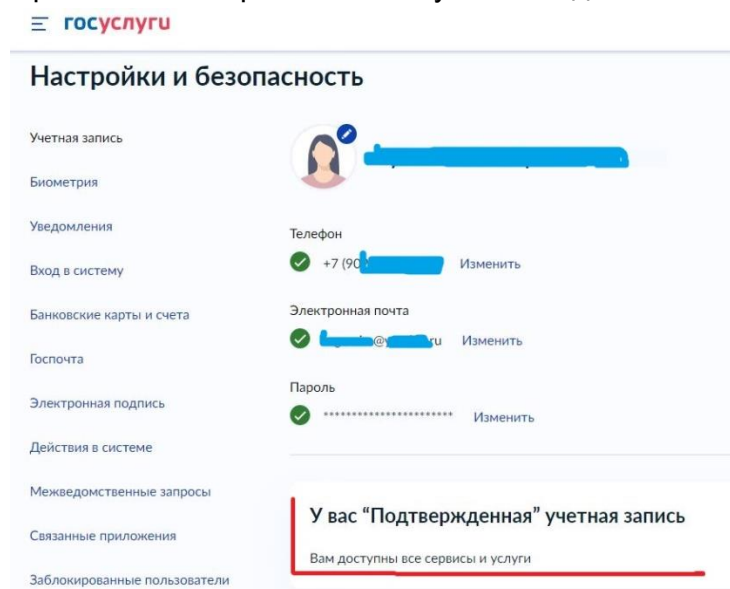 госуслуги
Настройки и безопасность
Учетная запись
Биометрия
Уведомления
Вход в систему
Банковские карты и счета
Госпочта
Электронная подпись
Действия в системе
Межведомственные запросы
Связанные приложения
Заблокированные пользователи
Телефон
+7 (90 Изменить
Электронная почта
@ ru Изменить
Пароль
*********************** Изменить
У вас “Подтвержденная” учетная запись
Вам доступны все сервисы и услуги